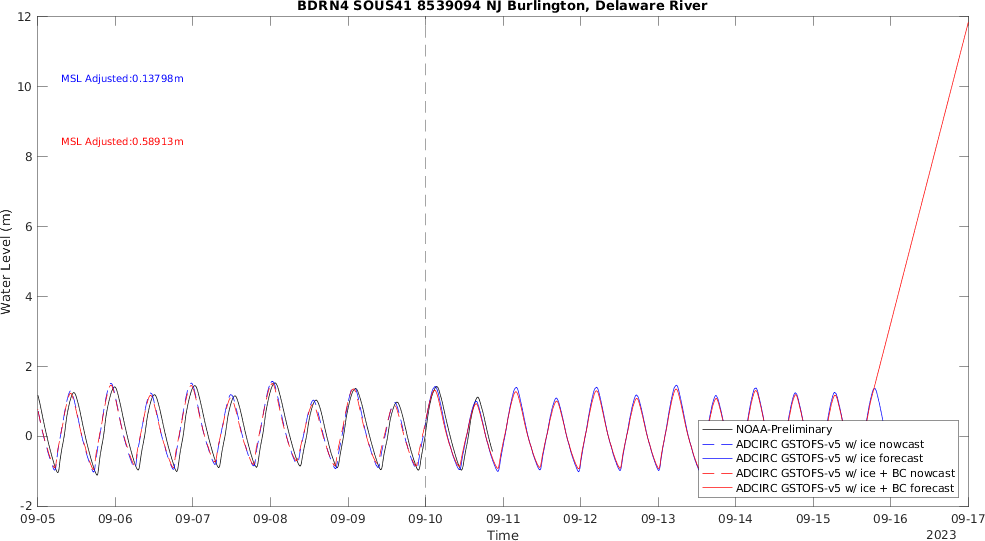 BDRN4 SOUS41 8539094 NJ Burlington, Delaware River
12
10
8
6
4
2
0
-2
Water Level (m)
MSL Adjusted:0.13798m
MSL Adjusted:0.58913m
NOAA-Preliminary
ADCIRC GSTOFS-v5 w/ ice nowcast
ADCIRC GSTOFS-v5 w/ ice forecast
ADCIRC GSTOFS-v5 w/ ice + BC nowcast
ADCIRC GSTOFS-v5 w/ ice + BC forecast
09-05 09-06 09-07 09-08 09-09 09-10 09-11 09-12 09-13 09-14 09-15 09-16 09-17
Time
2023